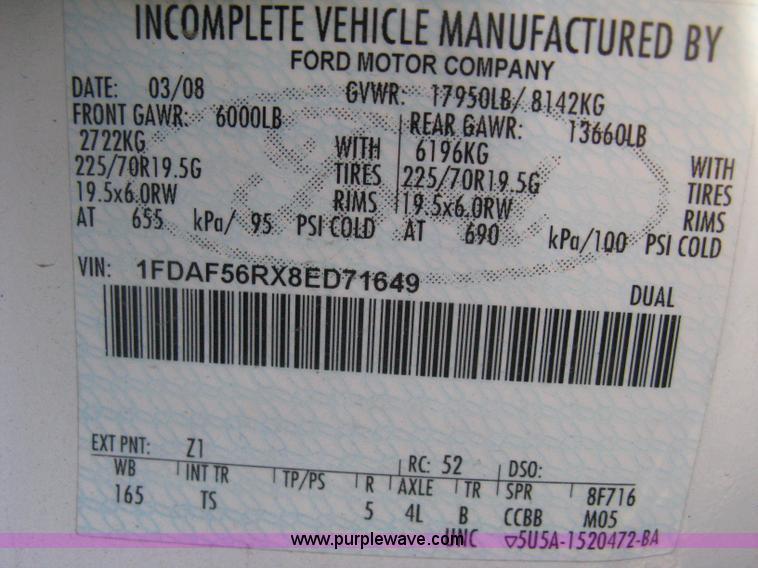 INCOMPLETE VEHICLE MANUFACTURED BY
FORD MOTOR COMPANY
DATE: 03/08 GVWR: 17950LB/ 8142KG
FRONT GAWR: 6000LB REAR GAWR: 13660LB
2722KG WITH 6196KG WITH
225/70R19.5G TIRES 225/70R19.5G TIRES
19.5x6.0RW RIMS 19.5x6.0RW RIMS
AT 655 kPa/ 95 PSI COLD AT 690 kPa/100 PSI COLD
VIN: 1FDAF56RX8ED71649 DUAL
EXT PNT: Z1 RC: 52 DSO:
WB INT TR TP/PS R AXLE TR SPR 8F716
165 TS 5 4L B CCBB M05
UNC ▽5U5A-1520472-BA
www.purplewave.com